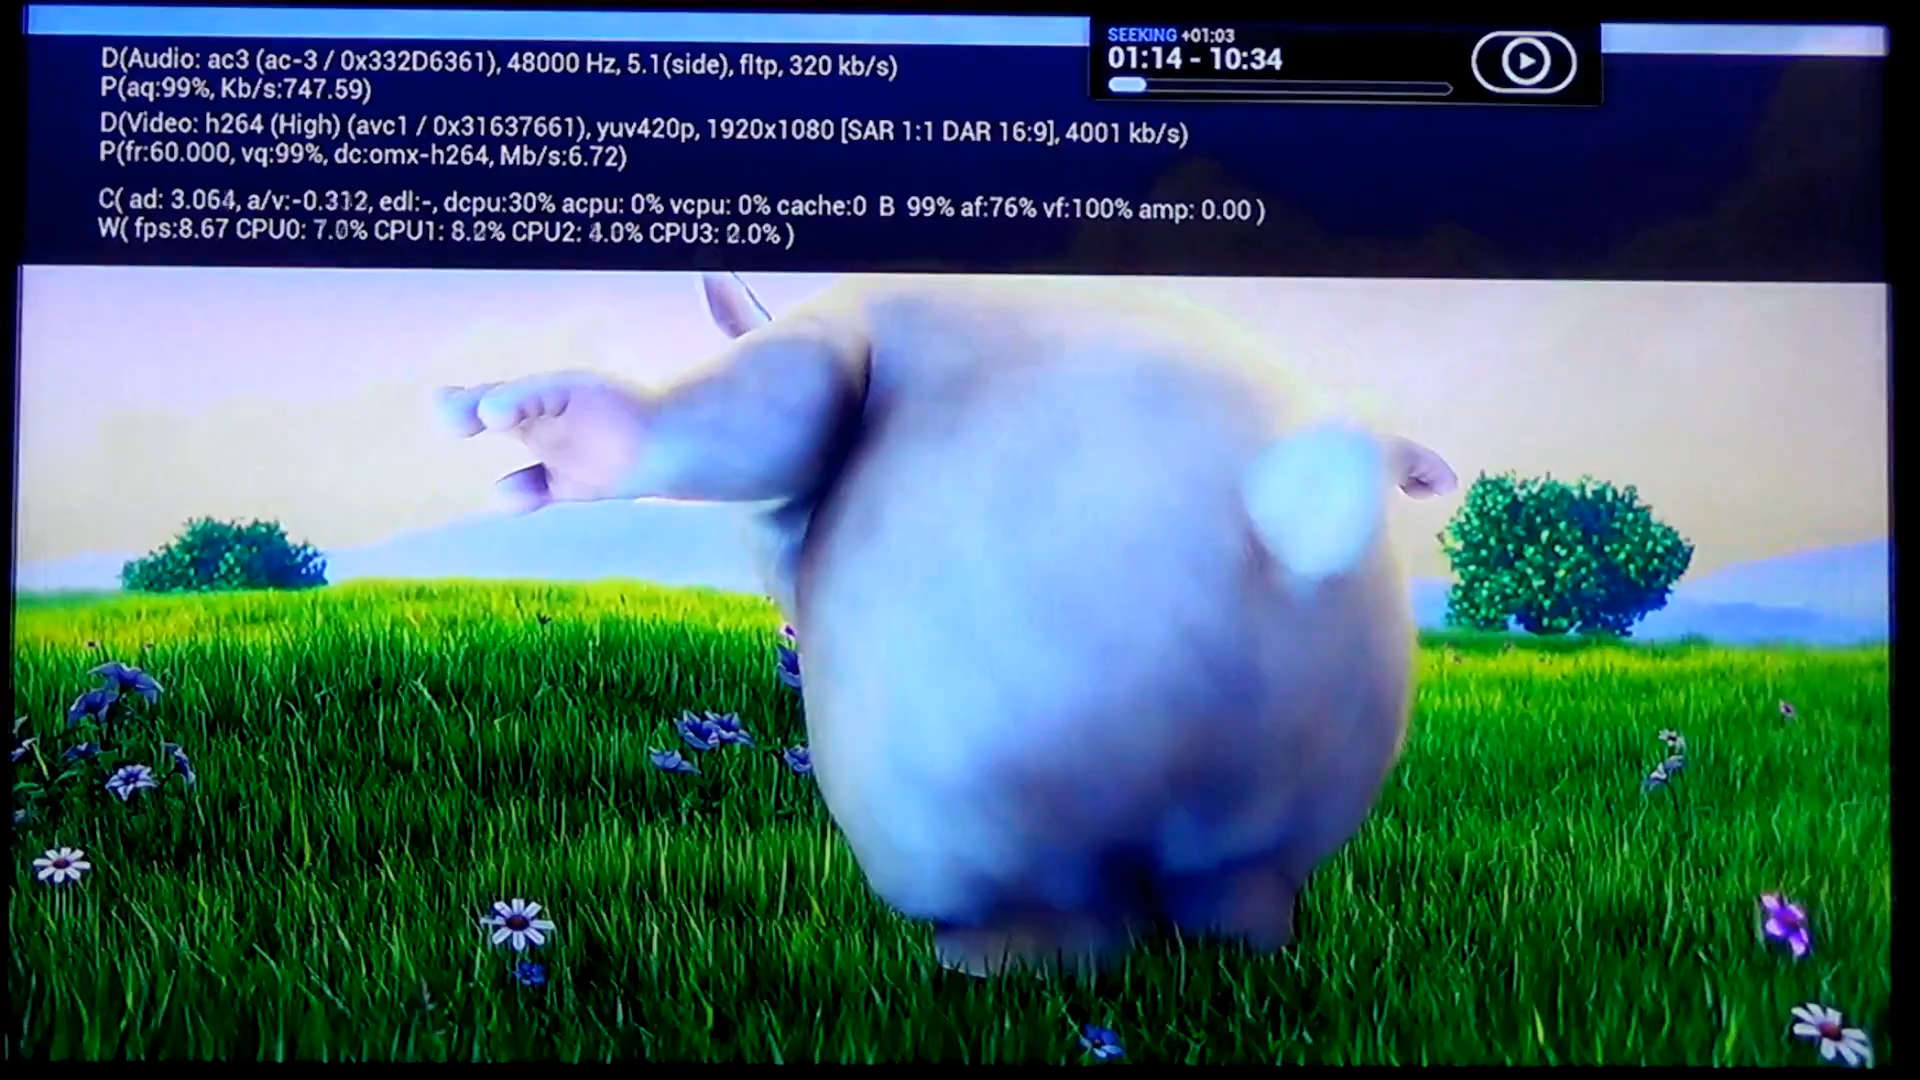 SEEKING +01:03
01:14 - 10:34
D(Audio: ac3 (ac-3 / 0x332D6361), 48000 Hz, 5.1(side), fltp, 320 kb/s)
P(aq:99%, Kb/s:747.59)
D(Video: h264 (High) (avc1 / 0x31637661), yuv420p, 1920x1080 [SAR 1:1 DAR 16:9], 4001 kb/s)
P(fr:60.000, vq:99%, dc:omx-h264, Mb/s:6.72)
C( ad: 3.064, a/v:-0.312, edl:-, dcpu:30% acpu: 0% vcpu: 0% cache:0 B 99% af:76% vf:100% amp: 0.00 )
W( fps:8.67 CPU0: 7.0% CPU1: 8.2% CPU2: 4.0% CPU3: 2.0% )